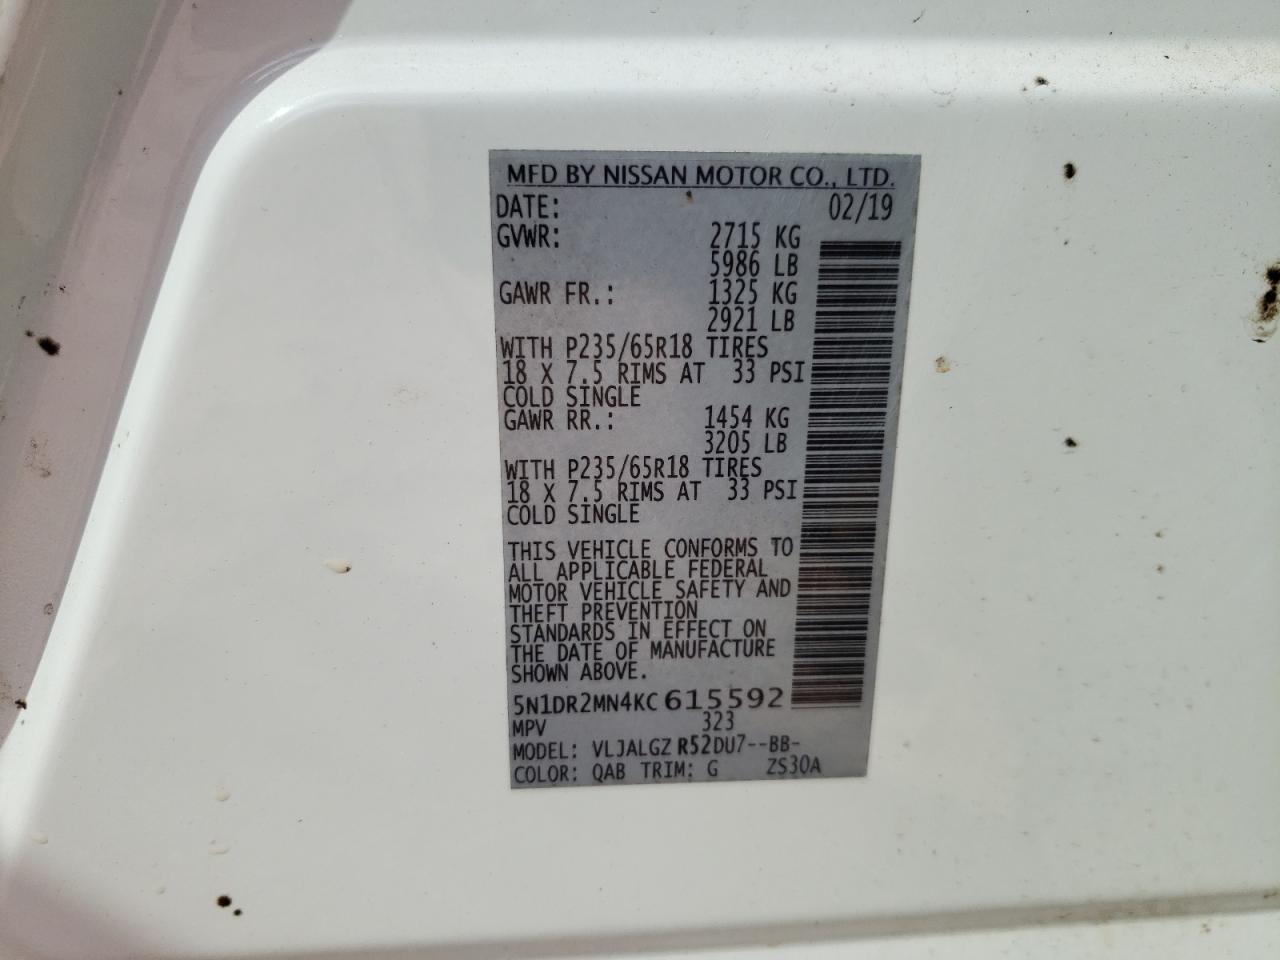 MFD BY NISSAN MOTOR CO., LTD.
DATE: 02/19
GVWR: 2715 KG
5986 LB
GAWR FR.: 1325 KG
2921 LB
WITH P235/65R18 TIRES
18 X 7.5 RIMS AT 33 PSI
COLD SINGLE
GAWR RR.: 1454 KG
3205 LB
WITH P235/65R18 TIRES
18 X 7.5 RIMS AT 33 PSI
COLD SINGLE
THIS VEHICLE CONFORMS TO
ALL APPLICABLE FEDERAL
MOTOR VEHICLE SAFETY AND
THEFT PREVENTION
STANDARDS IN EFFECT ON
THE DATE OF MANUFACTURE
SHOWN ABOVE.
5N1DR2MN4KC615592
MPV 323
MODEL: VLJALGZ R52DU7--BB-
COLOR: QAB TRIM: G ZS30A